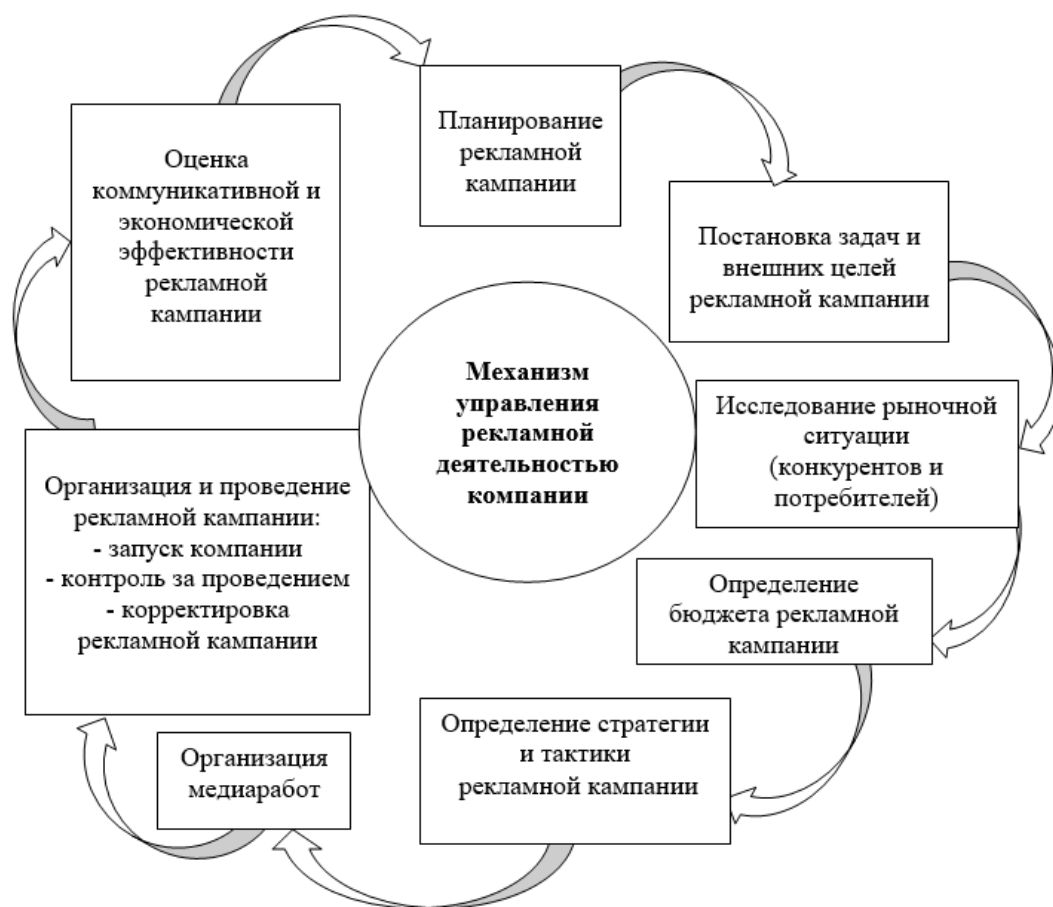 Планирование
рекламной
кампании
Постановка задач и
внешних целей
рекламной кампании
Исследование рыночной
ситуации
(конкурентов и
потребителей)
Определение
бюджета рекламной
кампании
Определение стратегии
и тактики
рекламной кампании
Организация
медиаработ
Организация и проведение
рекламной кампании:
- запуск компании
- контроль за проведением
- корректировка
рекламной кампании
Оценка
коммуникативной и
экономической
эффективности
рекламной
кампании
Механизм
управления
рекламной
деятельностью
компании